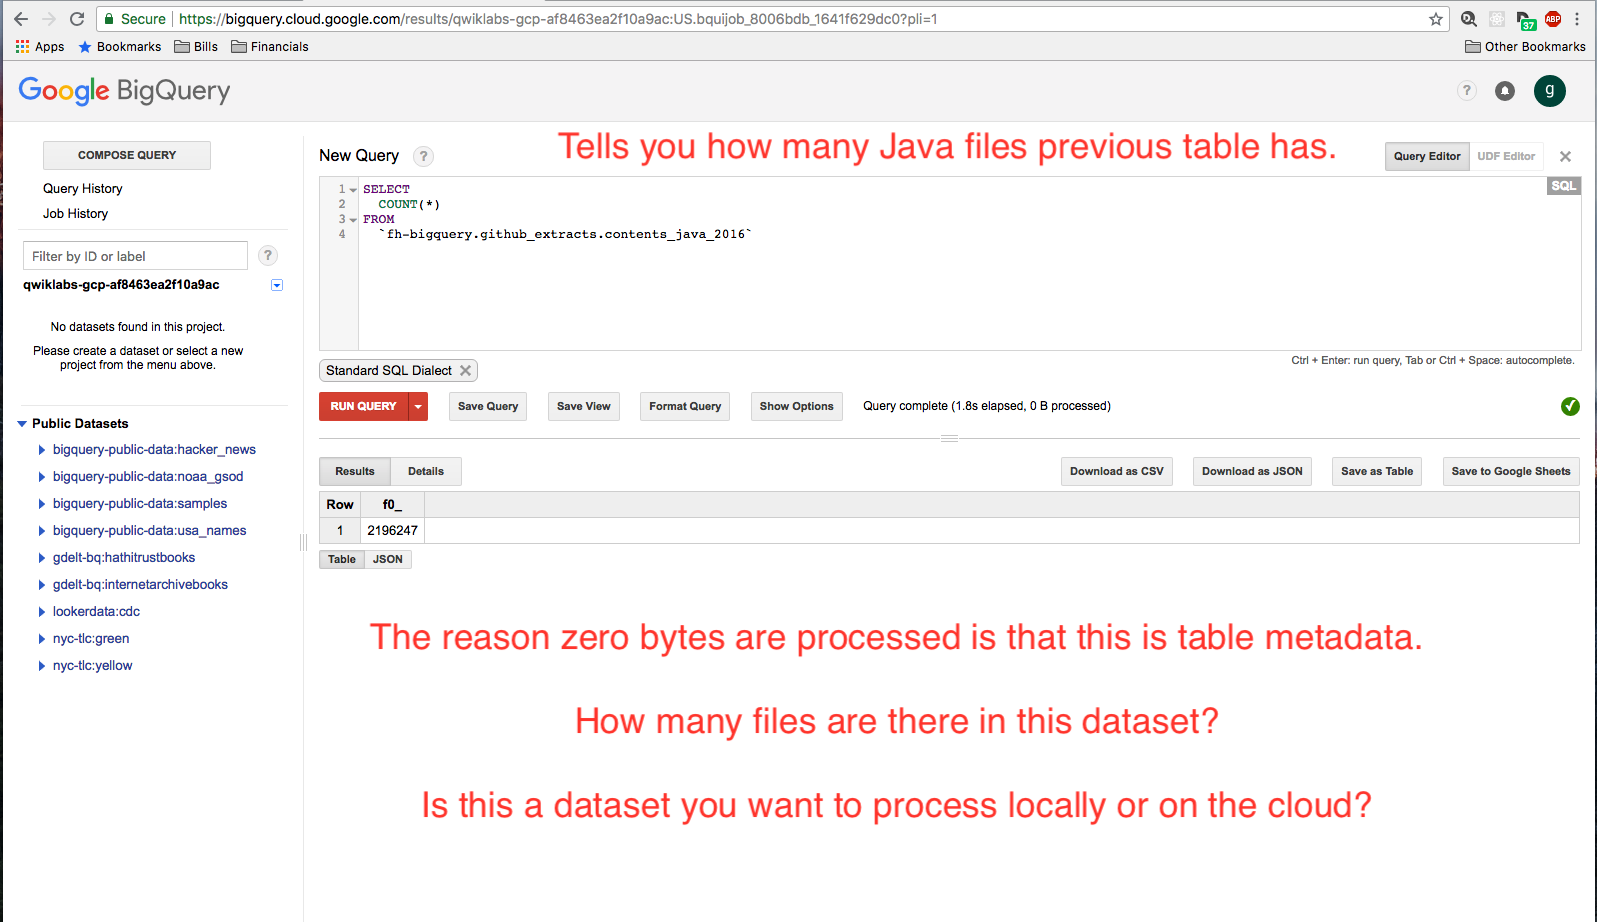 Secure https://bigquery.cloud.google.com/results/qwiklabs-gcp-af8463ea2f10a9ac:US.bquijob_8006bdb_1641f629dc0?pli=1
37 ABP
Apps Bookmarks Bills Financials Other Bookmarks
Google BigQuery
? g
Tells you how many Java files previous table has.
COMPOSE QUERY
New Query ?
Query Editor UDF Editor
Query History
Job History
SQL
1 SELECT
2 COUNT(*)
3 FROM
4 `fh-bigquery.github_extracts.contents_java_2016`
Filter by ID or label ?
qwiklabs-gcp-af8463ea2f10a9ac
No datasets found in this project.
Please create a dataset or select a new
project from the menu above.
Ctrl + Enter: run query, Tab or Ctrl + Space: autocomplete.
Standard SQL Dialect
RUN QUERY Save Query Save View Format Query Show Options Query complete (1.8s elapsed, 0 B processed)
Public Datasets
bigquery-public-data:hacker_news
bigquery-public-data:noaa_gsod
bigquery-public-data:samples
bigquery-public-data:usa_names
gdelt-bq:hathitrustbooks
gdelt-bq:internetarchivebooks
lookerdata:cdc
nyc-tlc:green
nyc-tlc:yellow
Results Details Download as CSV Download as JSON Save as Table Save to Google Sheets
Row f0_
1 2196247
Table JSON
The reason zero bytes are processed is that this is table metadata.
How many files are there in this dataset?
Is this a dataset you want to process locally or on the cloud?